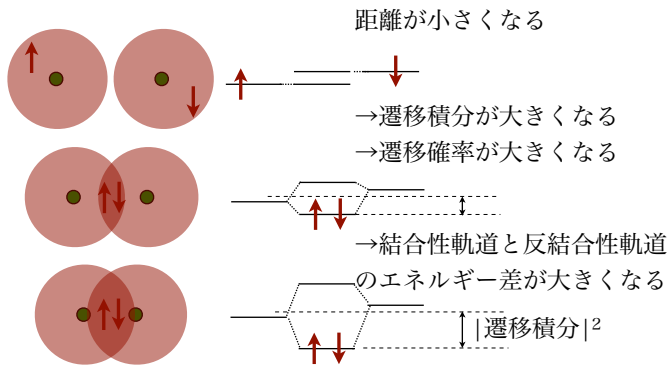 距離が小さくなる
→遷移積分が大きくなる
→遷移確率が大きくなる
→結合性軌道と反結合性軌道
のエネルギー差が大きくなる
|遷移積分|²